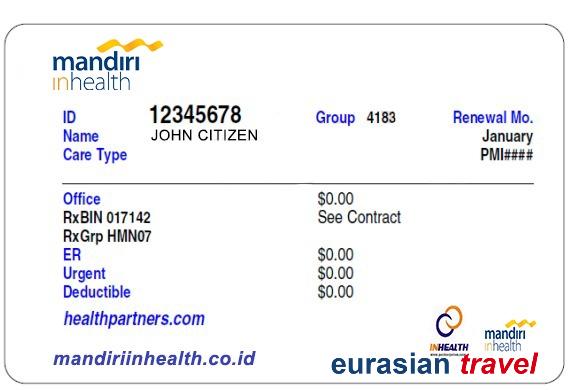 mandiri
inhealth
ID 12345678 Group 4183 Renewal Mo.
Name JOHN CITIZEN January
Care Type PMI####
Office $0.00
RxBIN 017142 See Contract
RxGrp HMN07
ER $0.00
Urgent $0.00
Deductible $0.00
healthpartners.com
INHEALTH mandiri
inhealth
mandiriinhealth.co.id eurasian travel